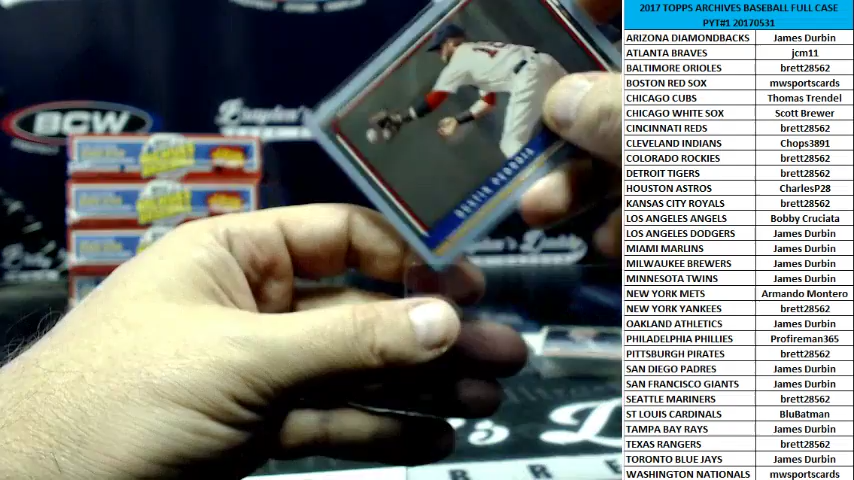 2017 TOPPS ARCHIVES BASEBALL FULL CASE
PYT#1 20170531
ARIZONA DIAMONDBACKS James Durbin
ATLANTA BRAVES jcm11
BALTIMORE ORIOLES brett28562
BOSTON RED SOX mwsportscards
CHICAGO CUBS Thomas Trendel
CHICAGO WHITE SOX Scott Brewer
CINCINNATI REDS brett28562
CLEVELAND INDIANS Chops3891
COLORADO ROCKIES brett28562
DETROIT TIGERS brett28562
HOUSTON ASTROS CharlesP28
KANSAS CITY ROYALS brett28562
LOS ANGELES ANGELS Bobby Cruciata
LOS ANGELES DODGERS James Durbin
MIAMI MARLINS James Durbin
MILWAUKEE BREWERS James Durbin
MINNESOTA TWINS James Durbin
NEW YORK METS Armando Montero
NEW YORK YANKEES brett28562
OAKLAND ATHLETICS James Durbin
PHILADELPHIA PHILLIES Profireman365
PITTSBURGH PIRATES brett28562
SAN DIEGO PADRES James Durbin
SAN FRANCISCO GIANTS James Durbin
SEATTLE MARINERS brett28562
ST LOUIS CARDINALS BluBatman
TAMPA BAY RAYS James Durbin
TEXAS RANGERS brett28562
TORONTO BLUE JAYS James Durbin
WASHINGTON NATIONALS mwsportscards
BCW
DUSTIN PEDROIA
B R E